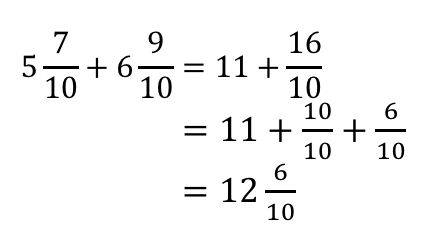 5 7/10 + 6 9/10 = 11 + 16/10
= 11 + 10/10 + 6/10
= 12 6/10